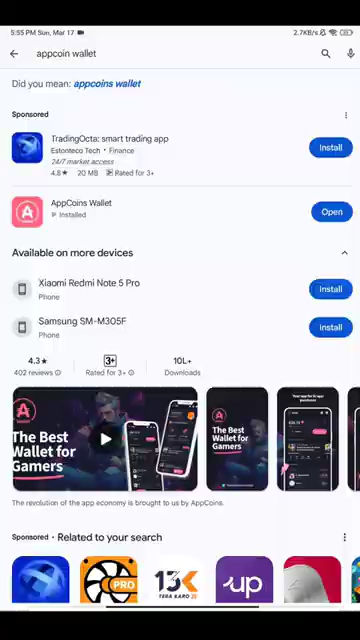 5:55 PM Sun, Mar 17
2.7KB/s
appcoin wallet
Did you mean: appcoins wallet
Sponsored
TradingOcta: smart trading app
Estonteco Tech • Finance
24/7 market access
4.8★ 20 MB Rated for 3+
Install
AppCoins Wallet
Installed
Open
Available on more devices
Xiaomi Redmi Note 5 Pro
Phone
Install
Samsung SM-M305F
Phone
Install
4.3★
3+
10L+
402 reviews
Rated for 3+
Downloads
The Best
Wallet for
Gamers
The Best
Wallet for
Gamers
The revolution of the app economy is brought to us by AppCoins.
Sponsored • Related to your search
PRO
13K
TERA KARO
up